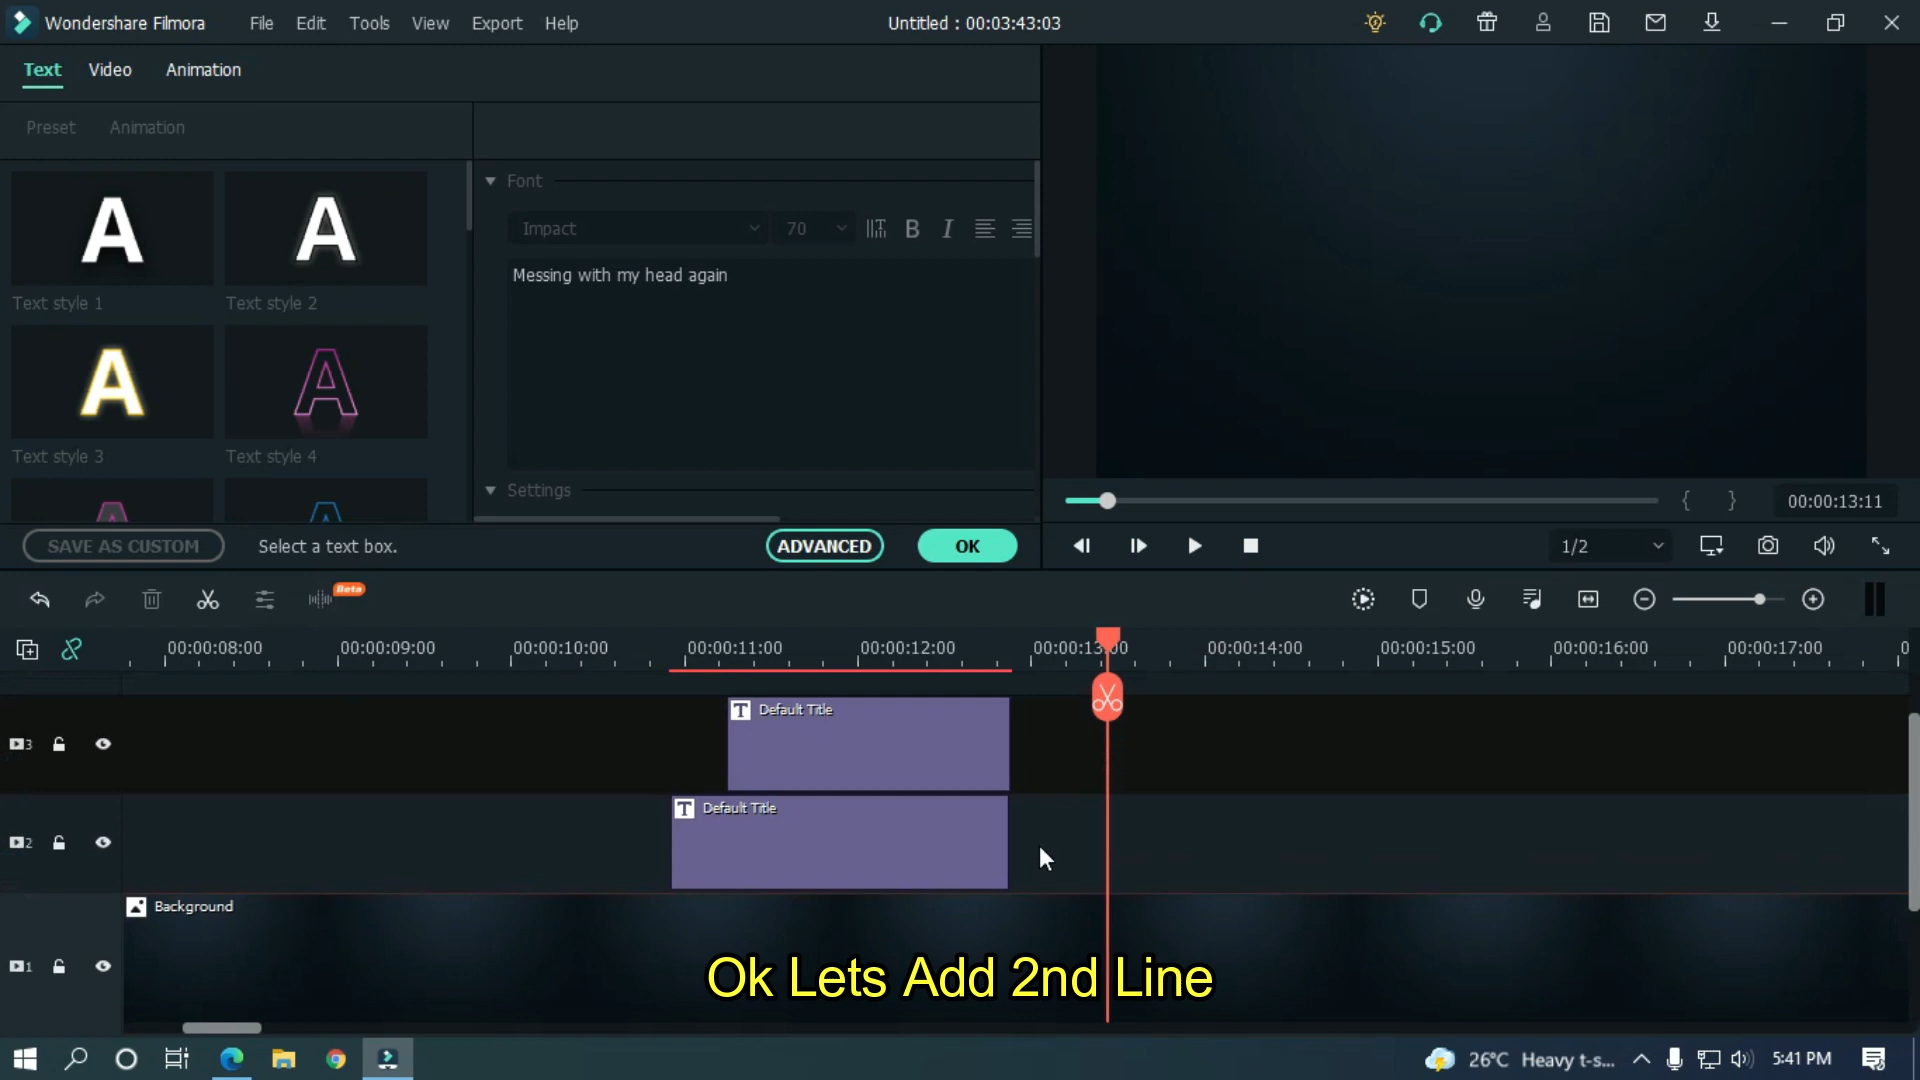 Wondershare Filmora File Edit Tools View Export Help Untitled : 00:03:43:03
Text Video Animation
Preset Animation
Font
Impact 70 B I
Messing with my head again
A A
Text style 1 Text style 2
A A
Text style 3 Text style 4
Settings
{ } 00:00:13:11
SAVE AS CUSTOM Select a text box. ADVANCED OK 1/2
Beta
00:00:08:00 00:00:09:00 00:00:10:00 00:00:11:00 00:00:12:00 00:00:13:00 00:00:14:00 00:00:15:00 00:00:16:00 00:00:17:00
T Default Title
3
T Default Title
2
Background
1
Ok Lets Add 2nd Line
26°C Heavy t-s... 5:41 PM